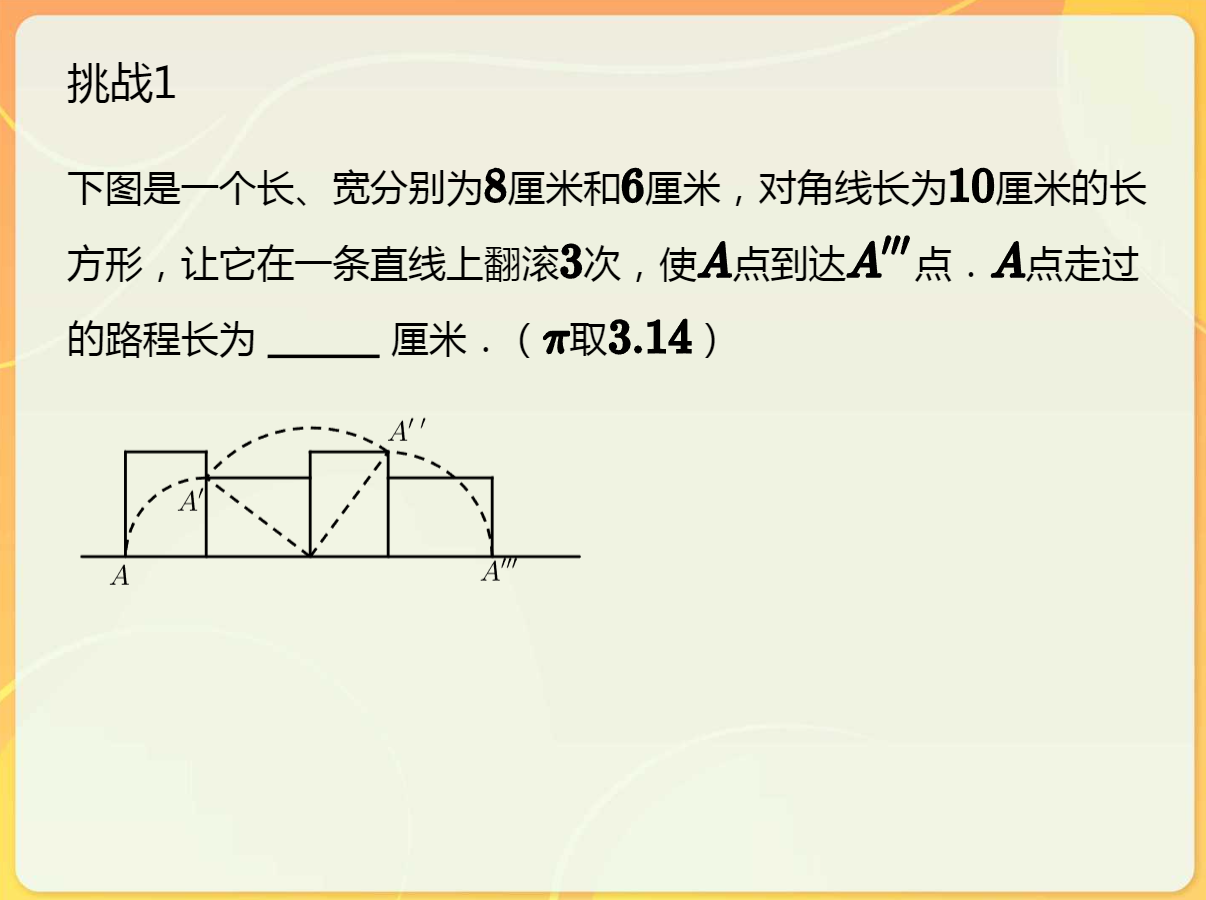 挑战1
下图是一个长、宽分别为8厘米和6厘米，对角线长为10厘米的长
方形，让它在一条直线上翻滚3次，使A点到达A′′′点．A点走过
的路程长为 ______ 厘米．（π取3.14）
A′′
A′
A
A′′′